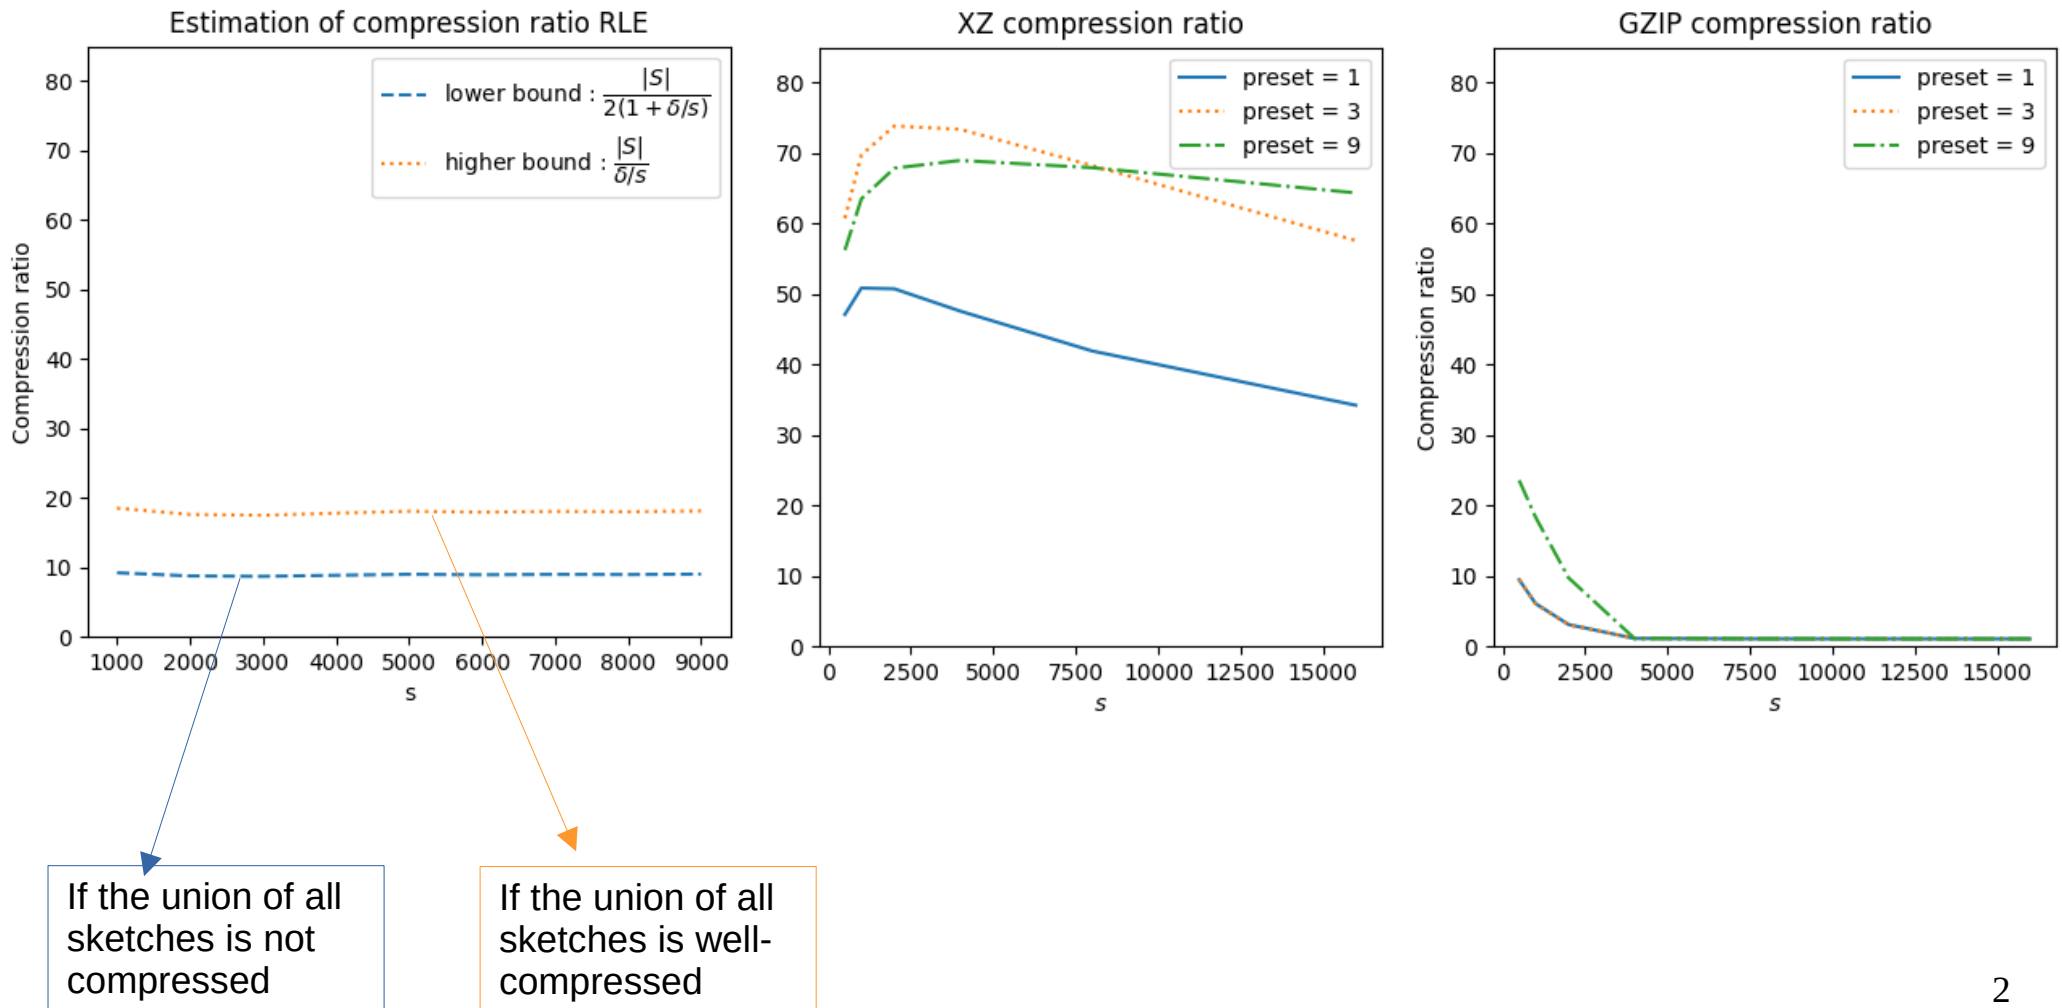 Estimation of compression ratio RLE
Compression ratio
80
70
60
50
40
30
20
10
0
lower bound : |S| / 2(1 + δ/s)
higher bound : |S| / δ/s
1000 2000 3000 4000 5000 6000 7000 8000 9000
s
XZ compression ratio
80
70
60
50
40
30
20
10
0
preset = 1
preset = 3
preset = 9
0 2500 5000 7500 10000 12500 15000
s
GZIP compression ratio
Compression ratio
80
70
60
50
40
30
20
10
0
preset = 1
preset = 3
preset = 9
0 2500 5000 7500 10000 12500 15000
s
If the union of all
sketches is not
compressed
If the union of all
sketches is well-
compressed
2